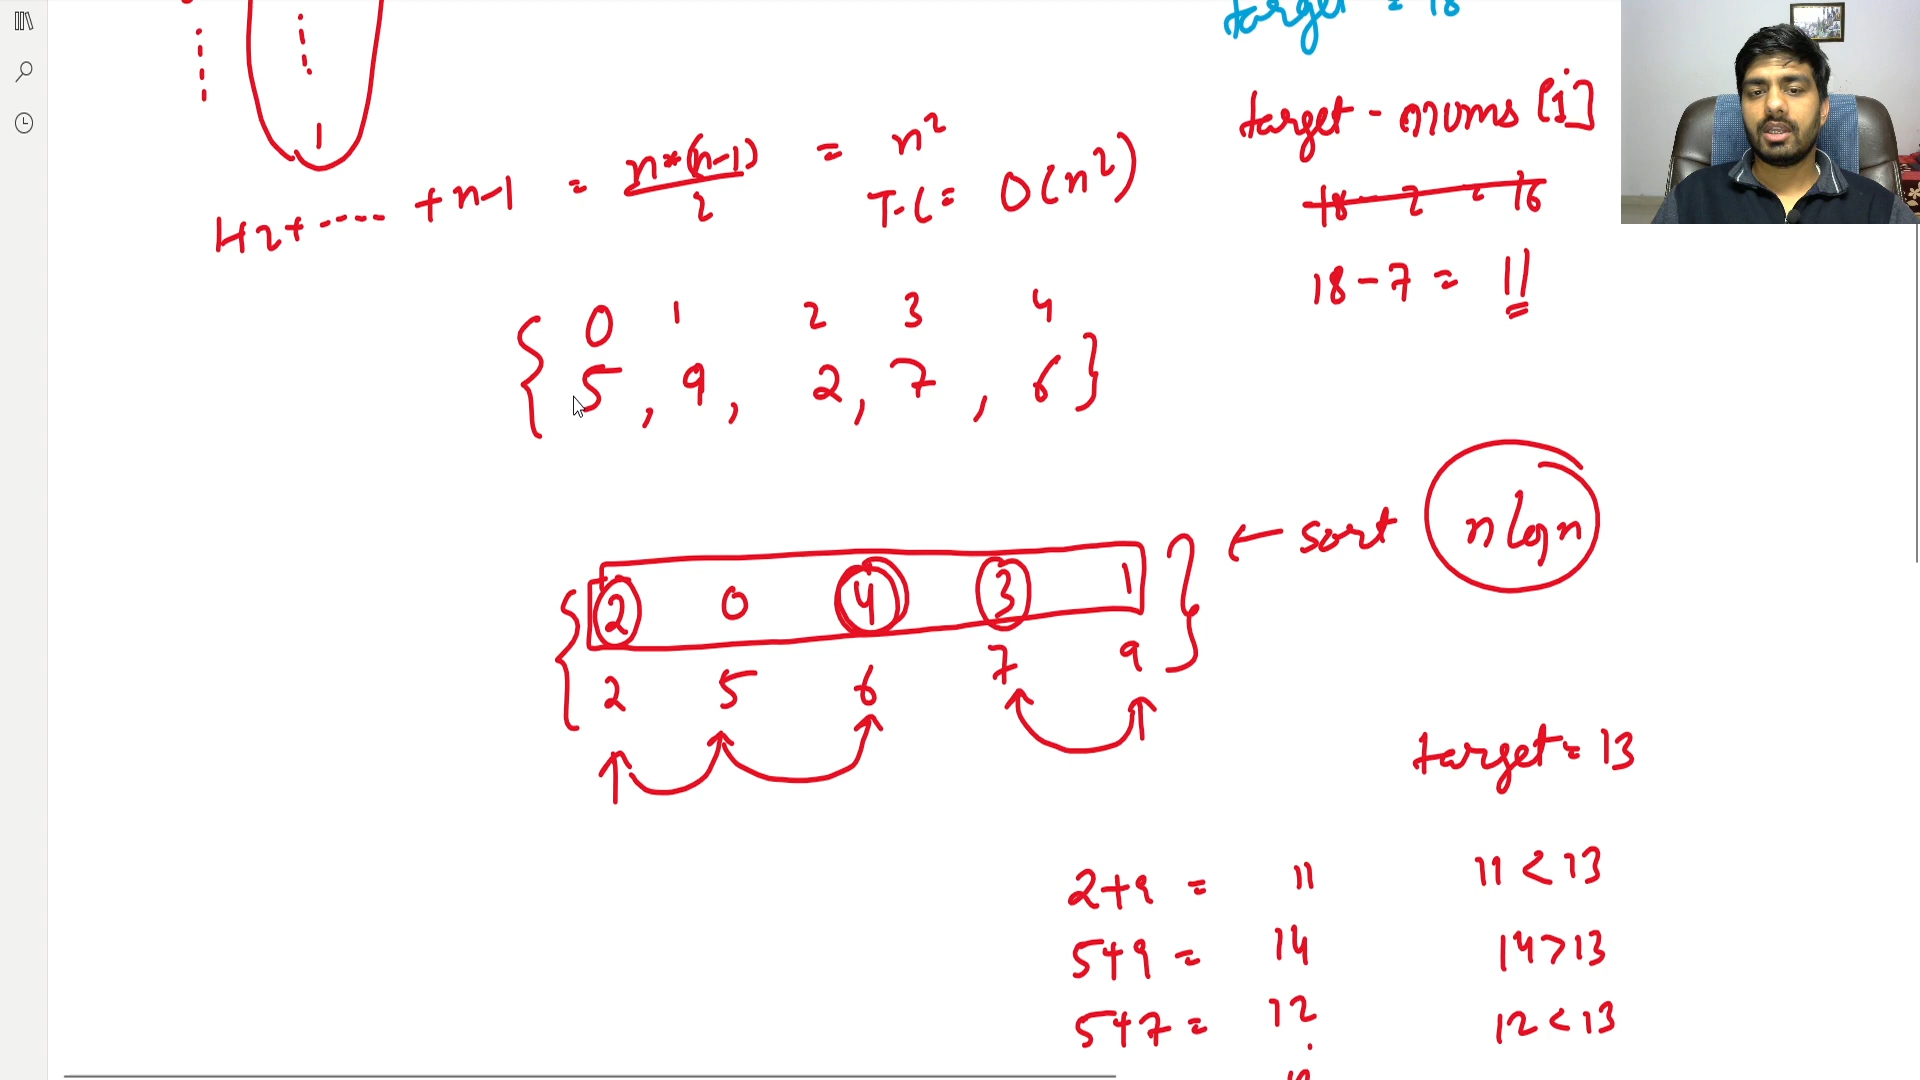 target = 18
1
1+2+ ---- +n-1 = n*(n-1) / 2 = n²
T.C = O(n²)
target - nums[i]
18 - 2 = 16
18 - 7 = 11
{ 0 1 2 3 4
5, 9, 2, 7, 6 }
{ 2 0 4 3 1 } ← sort n log n
2 5 6 7 9
target = 13
2+9 = 11 11 < 13
5+9 = 14 14 > 13
5+7 = 12 12 < 13